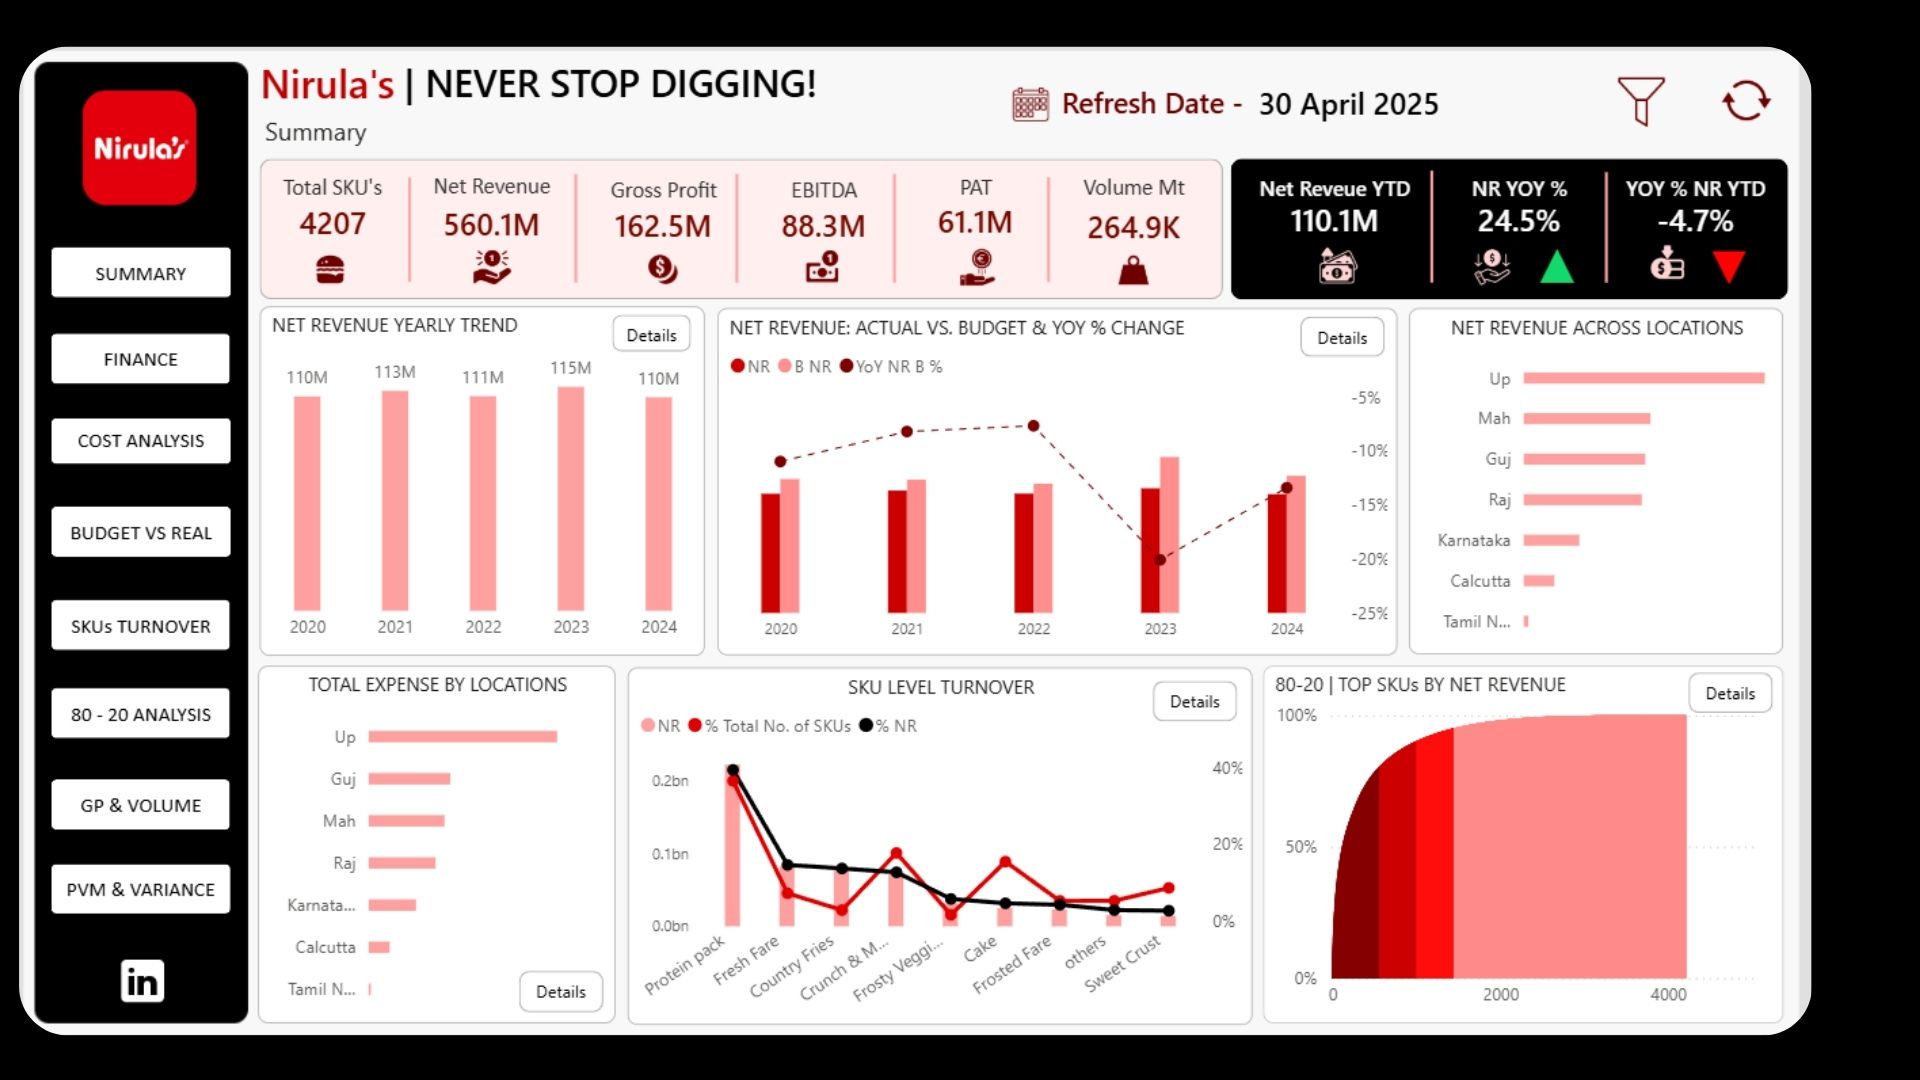 Nirula's
SUMMARY
FINANCE
COST ANALYSIS
BUDGET VS REAL
SKUs TURNOVER
80 - 20 ANALYSIS
GP & VOLUME
PVM & VARIANCE
in
Nirula's | NEVER STOP DIGGING!
Summary
Refresh Date - 30 April 2025
Total SKU's
4207
Net Revenue
560.1M
Gross Profit
162.5M
EBITDA
88.3M
PAT
61.1M
Volume Mt
264.9K
Net Reveue YTD
110.1M
NR YOY %
24.5%
YOY % NR YTD
-4.7%
NET REVENUE YEARLY TREND
Details
110M 113M 111M 115M 110M
2020 2021 2022 2023 2024
NET REVENUE: ACTUAL VS. BUDGET & YOY % CHANGE
Details
NR B NR YoY NR B %
-5%
-10%
-15%
-20%
-25%
2020 2021 2022 2023 2024
NET REVENUE ACROSS LOCATIONS
Up
Mah
Guj
Raj
Karnataka
Calcutta
Tamil N...
TOTAL EXPENSE BY LOCATIONS
Up
Guj
Mah
Raj
Karnata...
Calcutta
Tamil N...
Details
SKU LEVEL TURNOVER
Details
NR % Total No. of SKUs % NR
0.2bn
0.1bn
0.0bn
40%
20%
0%
Protein pack
Fresh Fare
Country Fries
Crunch & M...
Frosty Veggi...
Cake
Frosted Fare
others
Sweet Crust
80-20 | TOP SKUs BY NET REVENUE
Details
100%
50%
0%
0 2000 4000